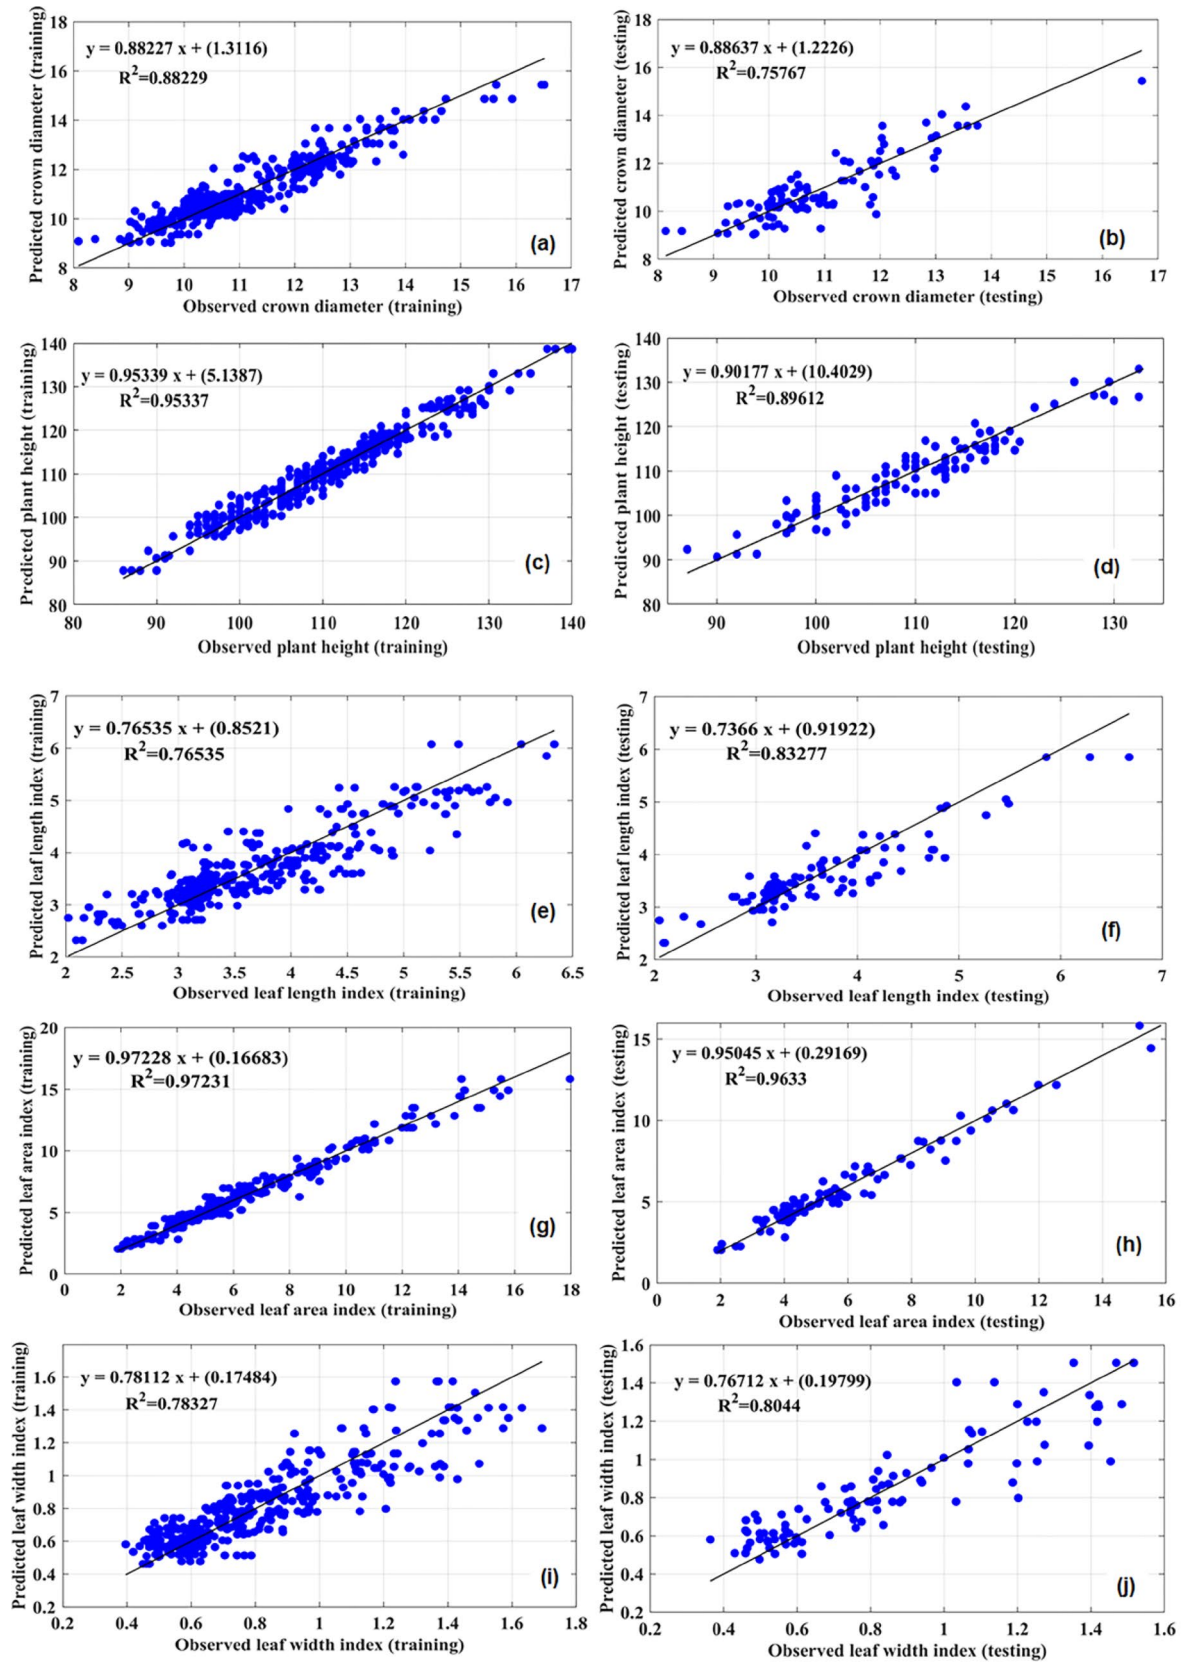 Predicted crown diameter (training)
18
16
14
12
10
8
y = 0.88227 x + (1.3116)
R²=0.88229
(a)
8 9 10 11 12 13 14 15 16 17
Observed crown diameter (training)
Predicted crown diameter (testing)
18
16
14
12
10
8
y = 0.88637 x + (1.2226)
R²=0.75767
(b)
8 9 10 11 12 13 14 15 16 17
Observed crown diameter (testing)
Predicted plant height (training)
140
130
120
110
100
90
80
y = 0.95339 x + (5.1387)
R²=0.95337
(c)
80 90 100 110 120 130 140
Observed plant height (training)
Predicted plant height (testing)
140
130
120
110
100
90
80
y = 0.90177 x + (10.4029)
R²=0.89612
(d)
90 100 110 120 130
Observed plant height (testing)
Predicted leaf length index (training)
7
6
5
4
3
2
y = 0.76535 x + (0.8521)
R²=0.76535
(e)
2 2.5 3 3.5 4 4.5 5 5.5 6 6.5
Observed leaf length index (training)
Predicted leaf length index (testing)
7
6
5
4
3
2
y = 0.7366 x + (0.91922)
R²=0.83277
(f)
2 3 4 5 6 7
Observed leaf length index (testing)
Predicted leaf area index (training)
20
15
10
5
0
y = 0.97228 x + (0.16683)
R²=0.97231
(g)
0 2 4 6 8 10 12 14 16 18
Observed leaf area index (training)
Predicted leaf area index (testing)
15
10
5
0
y = 0.95045 x + (0.29169)
R²=0.9633
(h)
0 2 4 6 8 10 12 14 16
Observed leaf area index (testing)
Predicted leaf width index (training)
1.6
1.4
1.2
1
0.8
0.6
0.4
0.2
y = 0.78112 x + (0.17484)
R²=0.78327
(i)
0.2 0.4 0.6 0.8 1 1.2 1.4 1.6 1.8
Observed leaf width index (training)
Predicted leaf width index (testing)
1.6
1.4
1.2
1
0.8
0.6
0.4
0.2
y = 0.76712 x + (0.19799)
R²=0.8044
(j)
0.2 0.4 0.6 0.8 1 1.2 1.4 1.6
Observed leaf width index (testing)